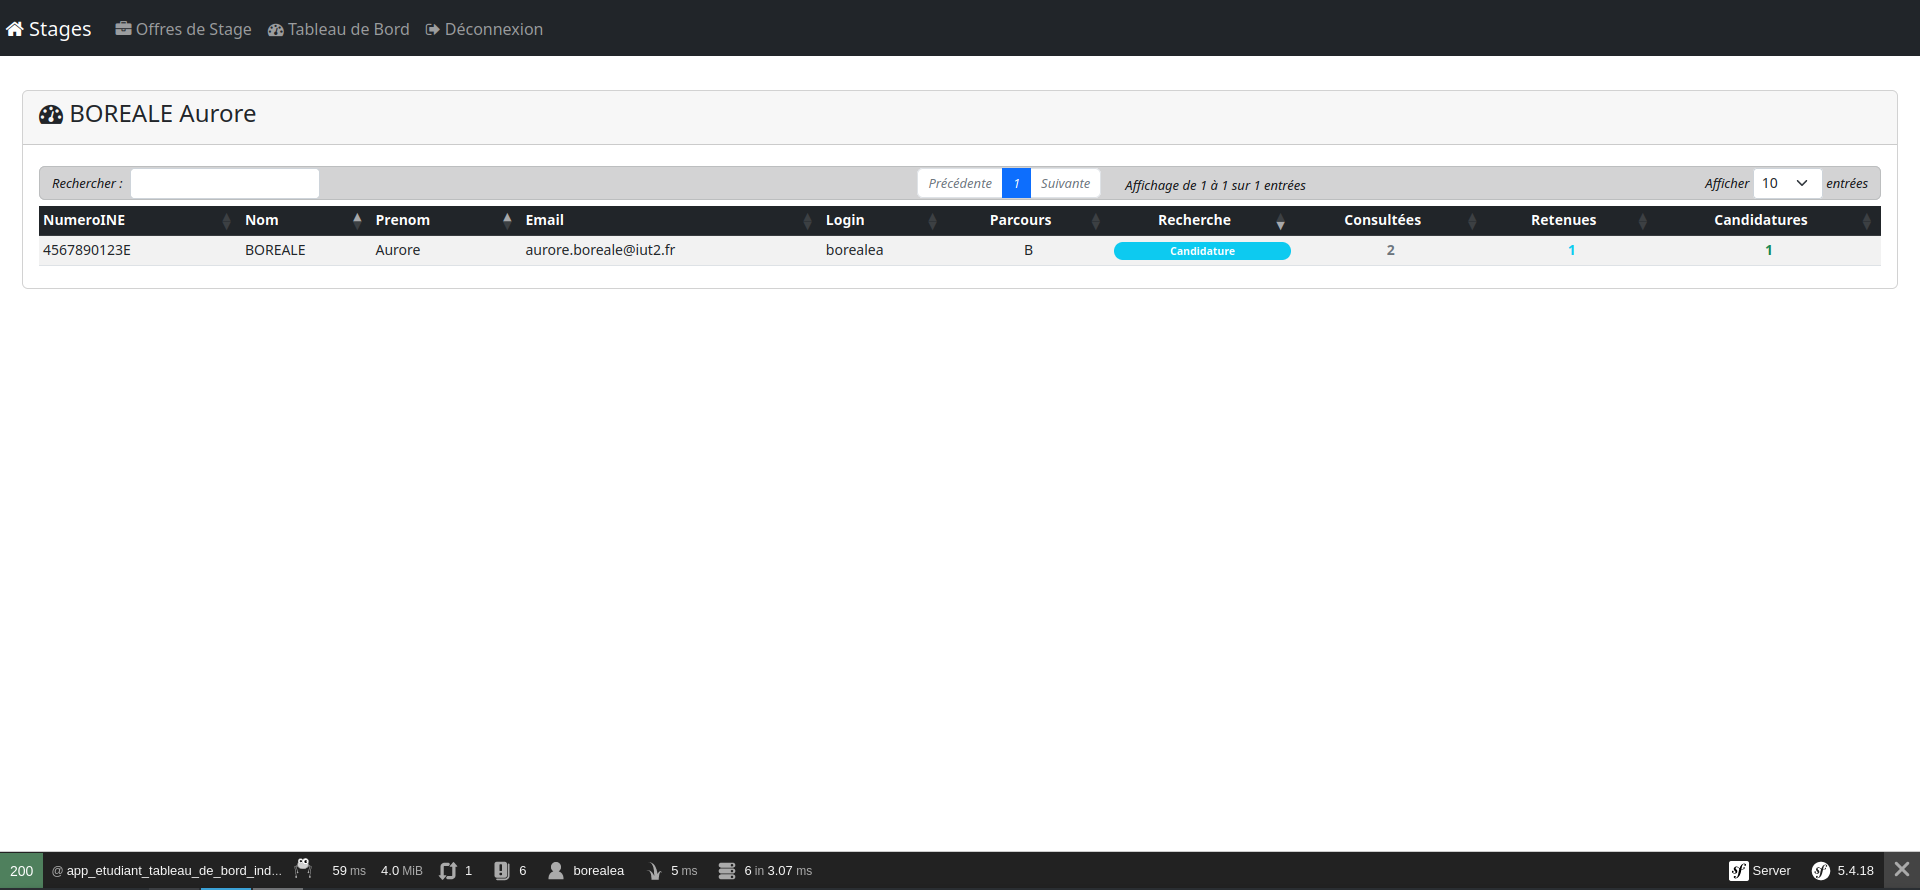 Stages Offres de Stage Tableau de Bord Déconnexion
BOREALE Aurore
Rechercher : Précédente 1 Suivante Affichage de 1 à 1 sur 1 entrées Afficher 10 entrées
NumeroINE Nom Prenom Email Login Parcours Recherche Consultées Retenues Candidatures
4567890123E BOREALE Aurore aurore.boreale@iut2.fr borealea B Candidature 2 1 1
200 @ app_etudiant_tableau_de_bord_ind... 59 ms 4.0 MiB 1 6 borealea 5 ms 6 in 3.07 ms sf Server sf 5.4.18